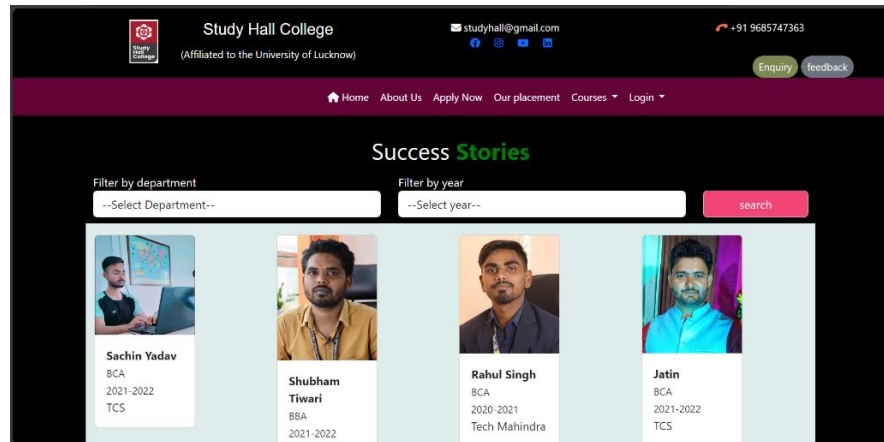 Study Hall College
studyhall@gmail.com
+91 9685747363
Study
Hall
College
(Affiliated to the University of Lucknow)
Enquiry
feedback
Home About Us Apply Now Our placement Courses Login
Success Stories
Filter by department
Filter by year
--Select Department--
--Select year--
search
Sachin Yadav
BCA
2021-2022
TCS
Shubham
Tiwari
BBA
2021-2022
Rahul Singh
BCA
2020-2021
Tech Mahindra
Jatin
BCA
2021-2022
TCS